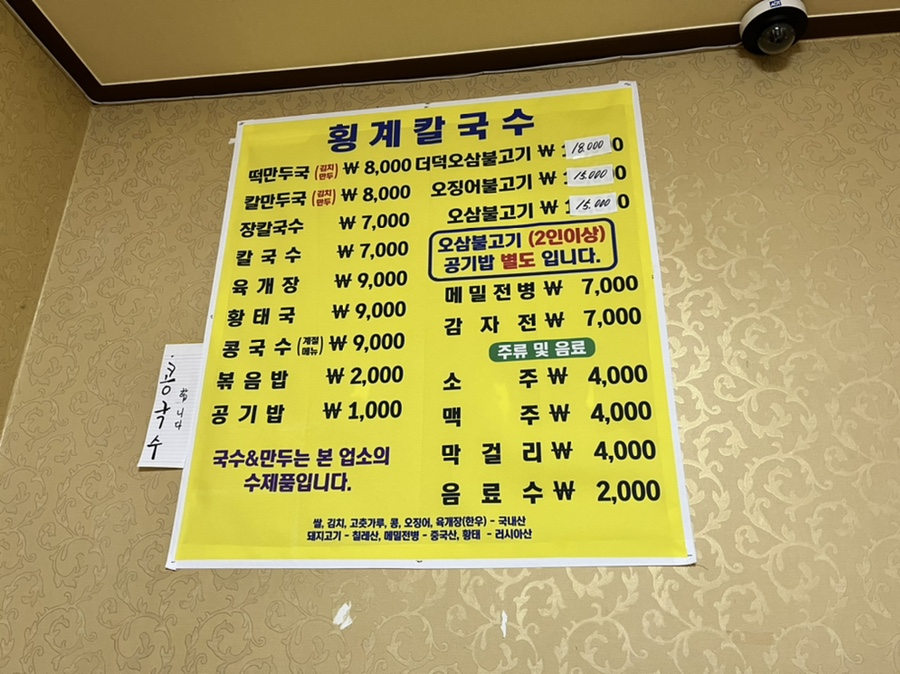 횡계칼국수
떡만두국 (김치만두) ₩ 8,000
칼만두국 (김치만두) ₩ 8,000
장칼국수 ₩ 7,000
칼국수 ₩ 7,000
육개장 ₩ 9,000
황태국 ₩ 9,000
콩국수 (계절메뉴) ₩ 9,000
볶음밥 ₩ 2,000
공기밥 ₩ 1,000
국수&만두는 본 업소의
수제품입니다.
더덕오삼불고기 ₩ 18.000
오징어불고기 ₩ 15.000
오삼불고기 ₩ 15.000
오삼불고기 (2인이상)
공기밥 별도 입니다.
메밀전병 ₩ 7,000
감자전 ₩ 7,000
주류 및 음료
소주 ₩ 4,000
맥주 ₩ 4,000
막걸리 ₩ 4,000
음료수 ₩ 2,000
쌀, 김치, 고춧가루, 콩, 오징어, 육개장(한우) - 국내산
돼지고기 - 칠레산, 메밀전병 - 중국산, 황태 - 러시아산
콩국수
합니다